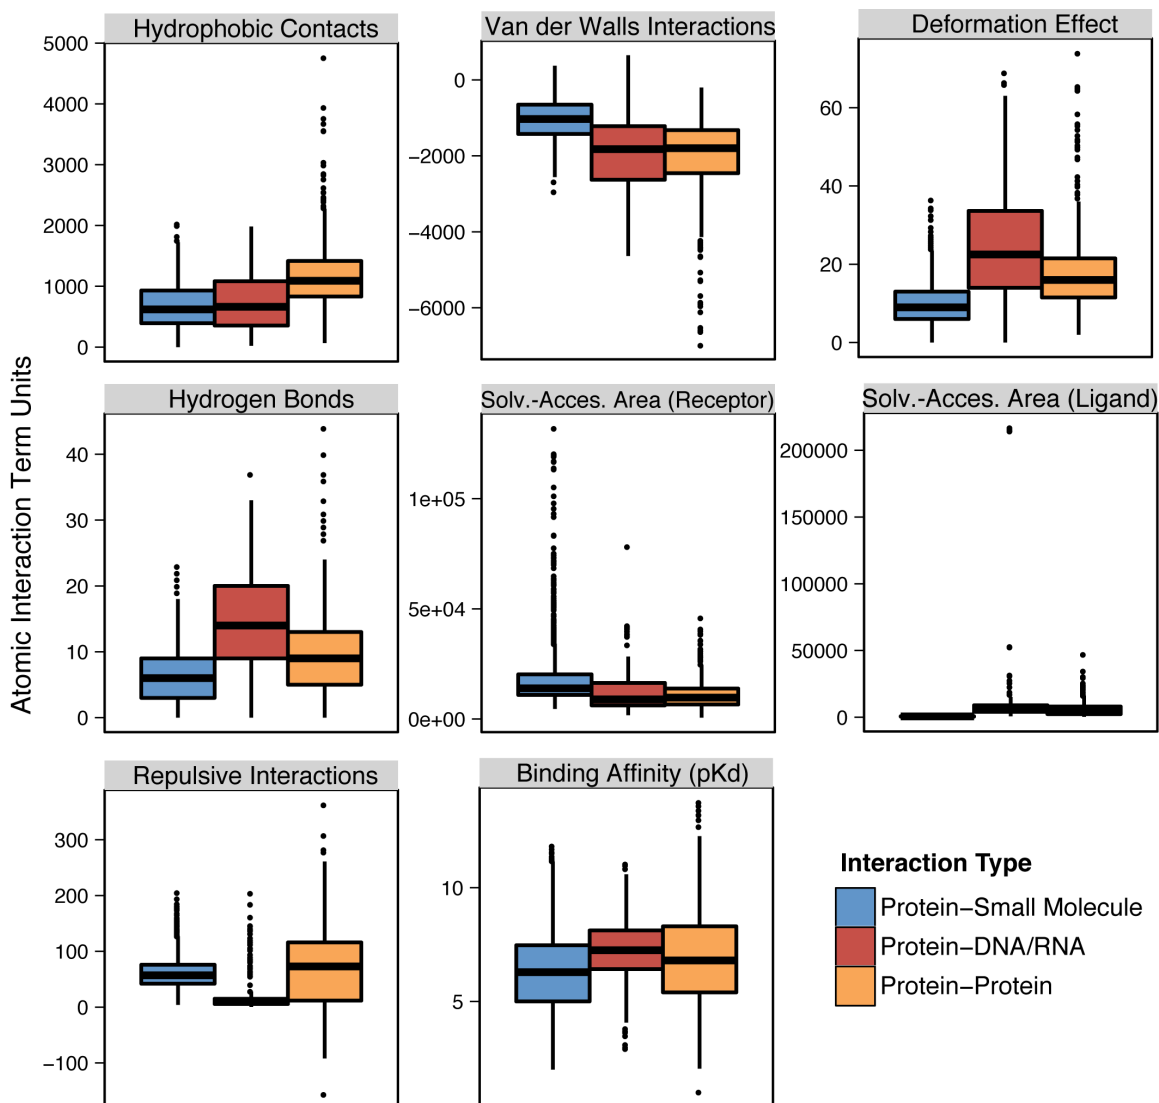 Hydrophobic Contacts
Van der Walls Interactions
Deformation Effect
5000
4000
3000
2000
1000
0
0
−2000
−4000
−6000
60
40
20
0
Atomic Interaction Term Units
Hydrogen Bonds
Solv.-Acces. Area (Receptor)
Solv.-Acces. Area (Ligand)
40
30
20
10
0
1e+05
5e+04
0e+00
200000
150000
100000
50000
0
Repulsive Interactions
Binding Affinity (pKd)
300
200
100
0
−100
10
5
Interaction Type
Protein−Small Molecule
Protein−DNA/RNA
Protein−Protein